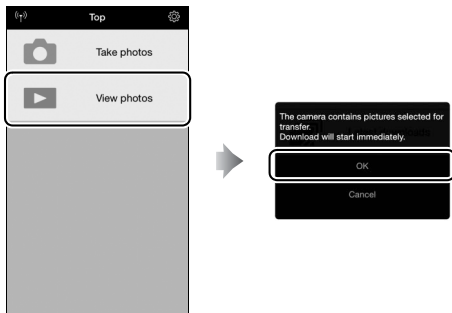 Top
Take photos
View photos
The camera contains pictures selected for
transfer.
Download will start immediately.
OK
Cancel